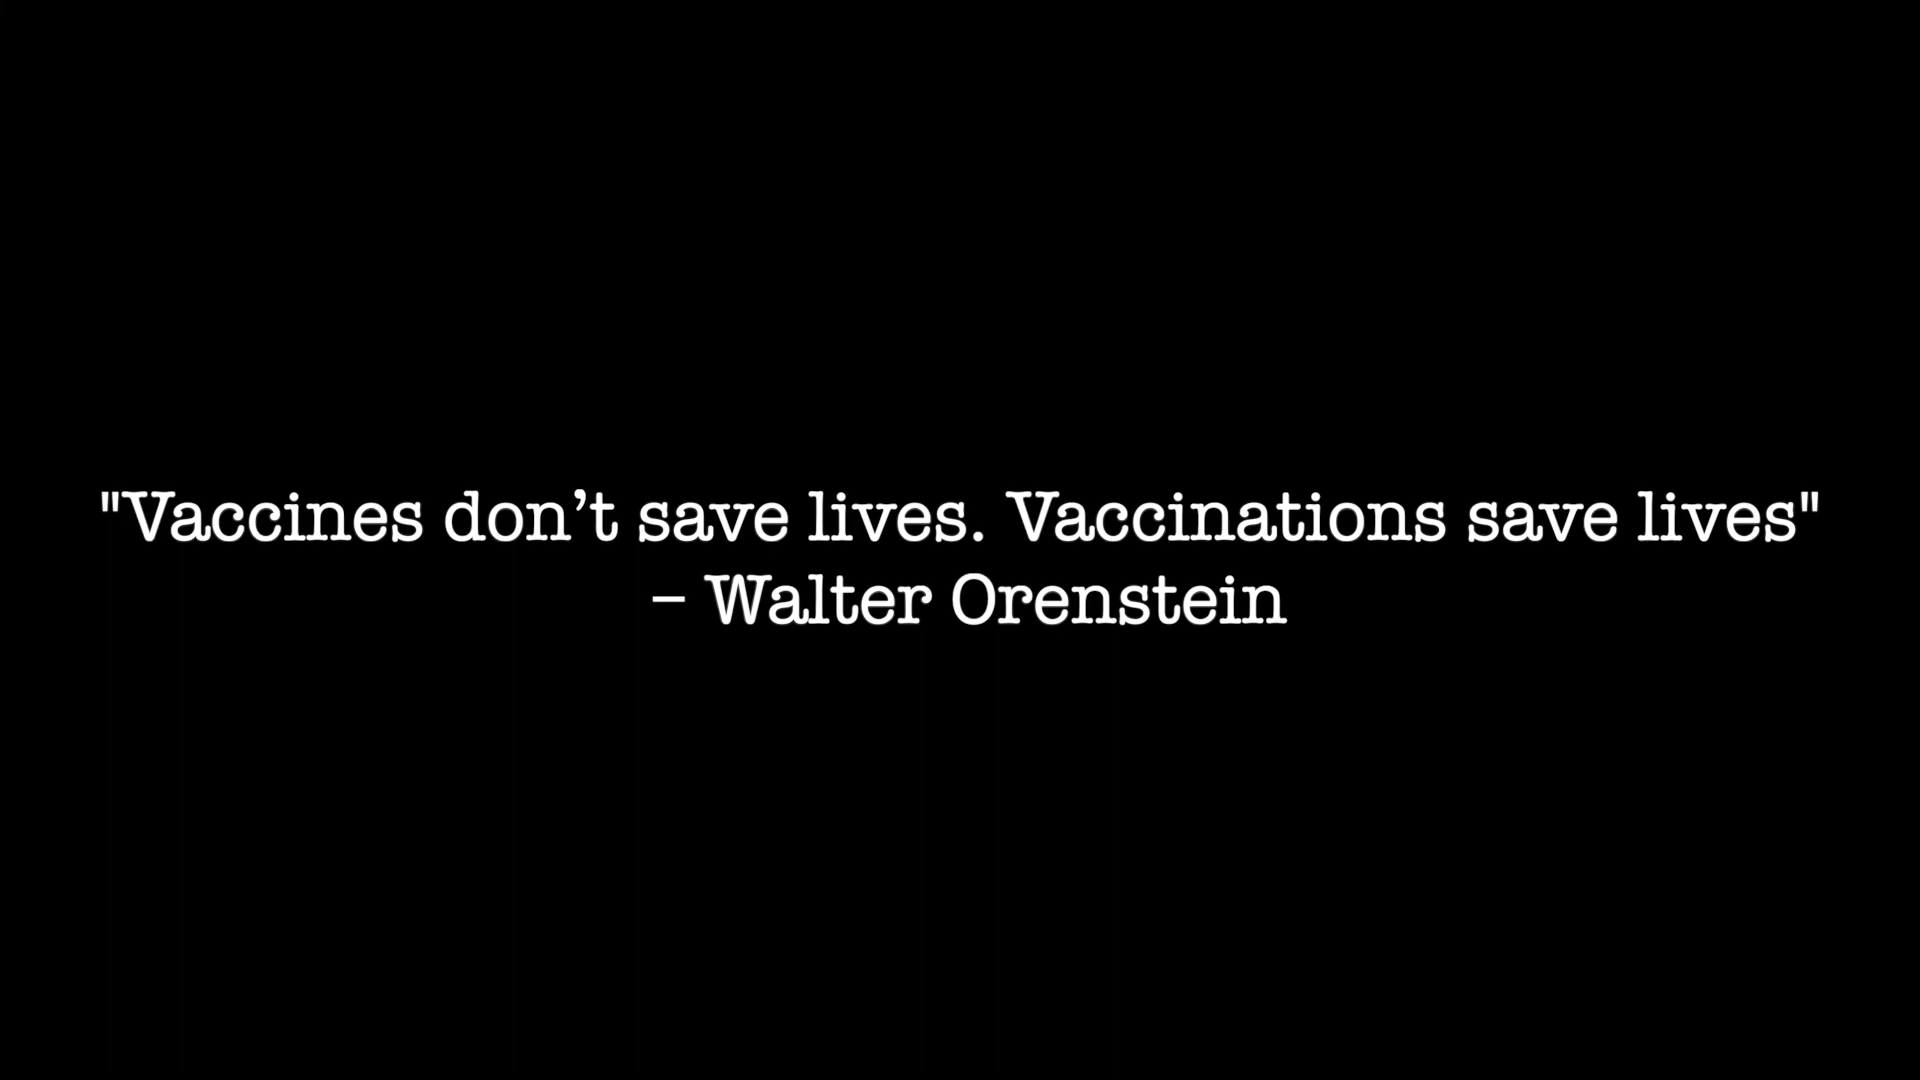 "Vaccines don’t save lives. Vaccinations save lives"
– Walter Orenstein